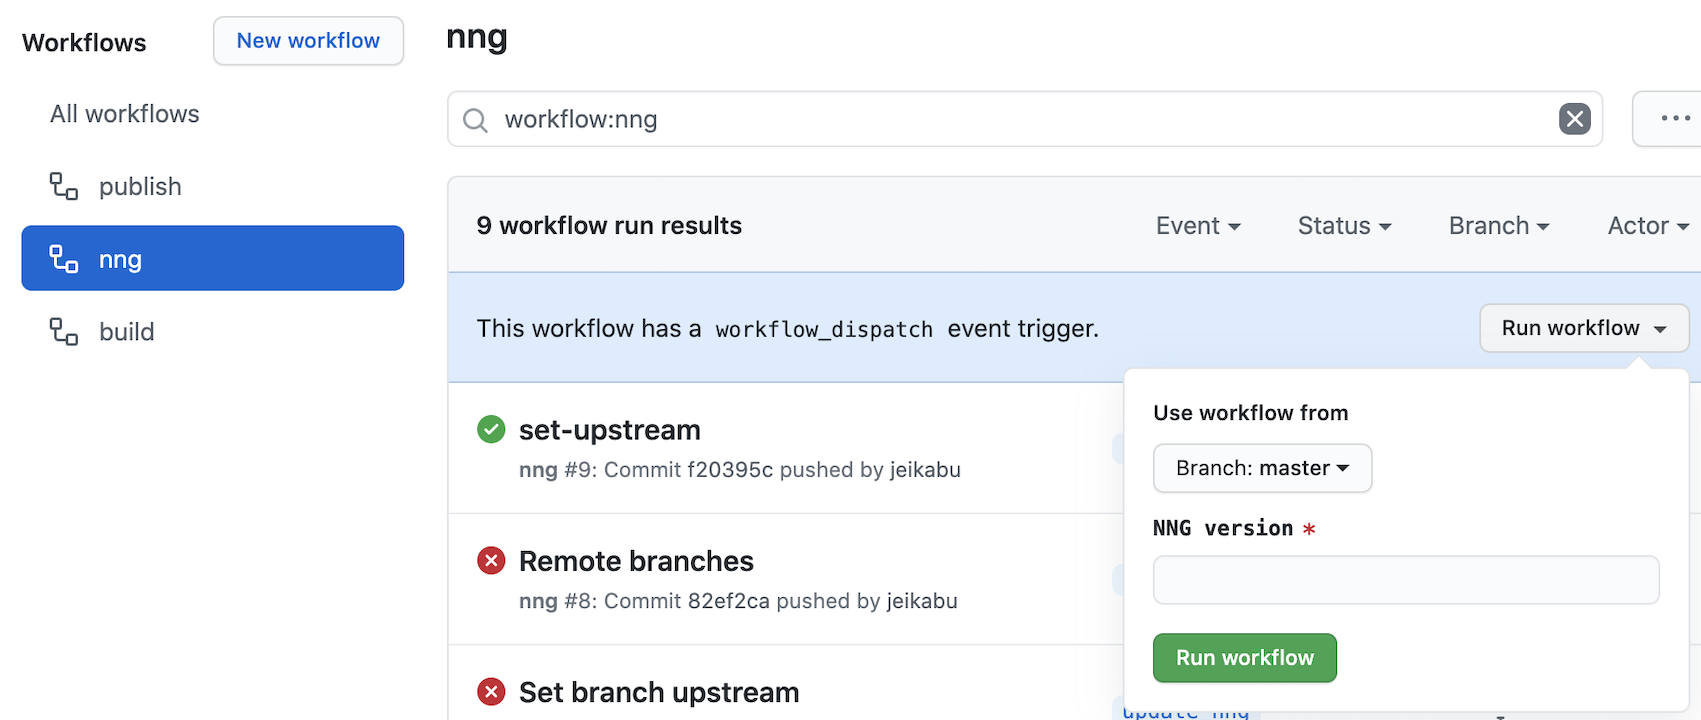 Workflows
New workflow
All workflows
publish
nng
build
nng
workflow:nng
9 workflow run results
Event
Status
Branch
Actor
This workflow has a workflow_dispatch event trigger.
Run workflow
set-upstream
nng #9: Commit f20395c pushed by jeikabu
Remote branches
nng #8: Commit 82ef2ca pushed by jeikabu
Set branch upstream
Use workflow from
Branch: master
NNG version *
Run workflow
update nng